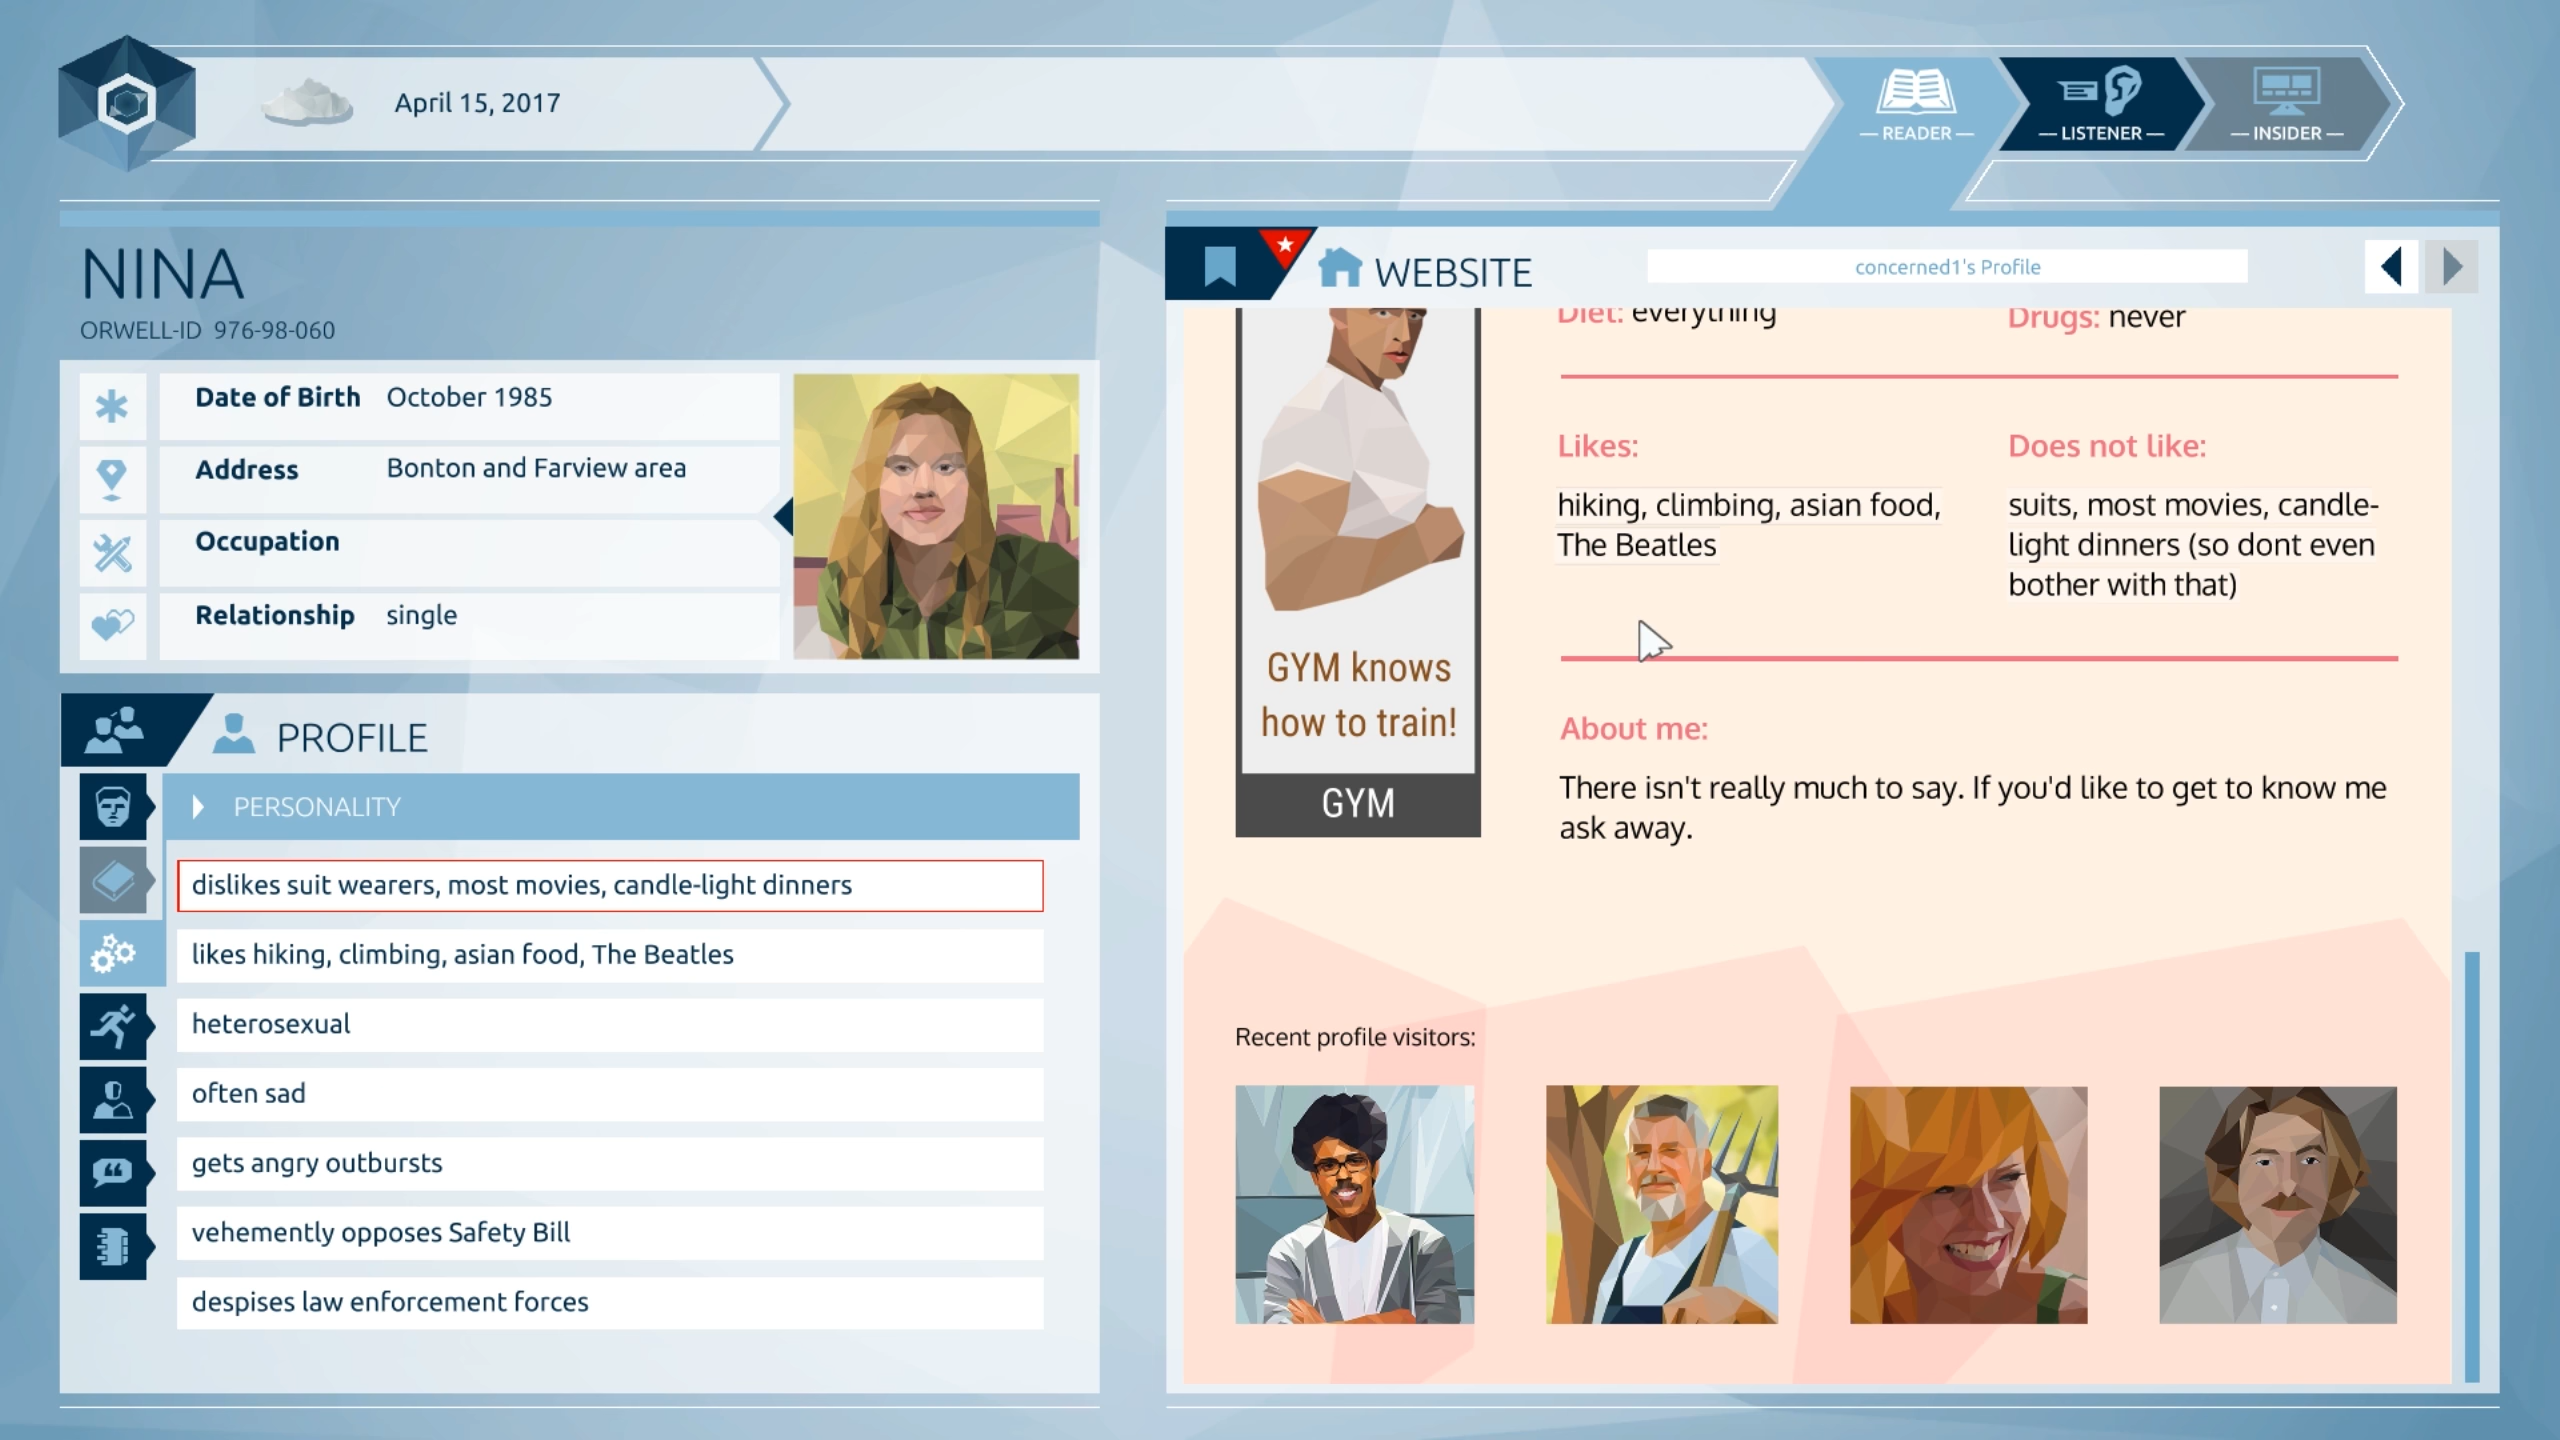 April 15, 2017
READER
LISTENER
INSIDER
NINA
ORWELL-ID 976-98-060
Date of Birth October 1985
Address Bonton and Farview area
Occupation
Relationship single
PROFILE
PERSONALITY
dislikes suit wearers, most movies, candle-light dinners
likes hiking, climbing, asian food, The Beatles
heterosexual
often sad
gets angry outbursts
vehemently opposes Safety Bill
despises law enforcement forces
WEBSITE
concerned1's Profile
Diet: everything
Drugs: never
Likes:
hiking, climbing, asian food,
The Beatles
Does not like:
suits, most movies, candle-
light dinners (so dont even
bother with that)
GYM knows
how to train!
GYM
About me:
There isn't really much to say. If you'd like to get to know me
ask away.
Recent profile visitors: